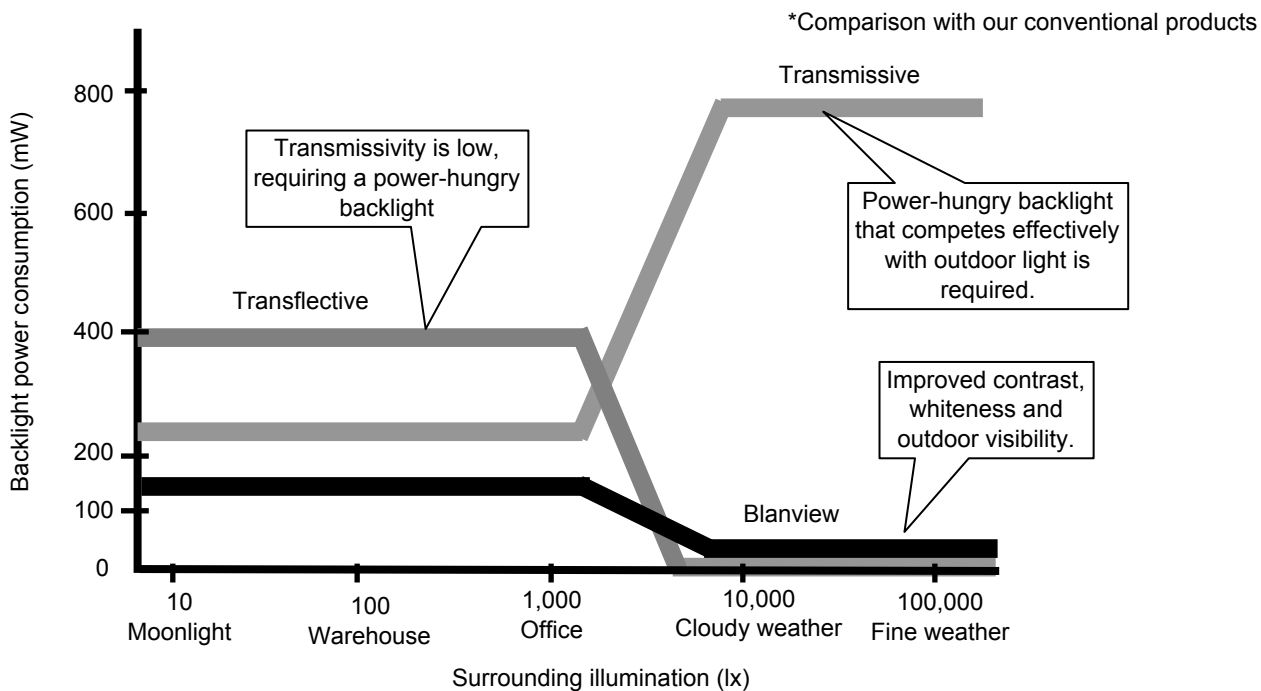 *Comparison with our conventional products
Transmissive
Backlight power consumption (mW)
800
600
400
200
100
0
Transmissivity is low,
requiring a power-hungry
backlight
Power-hungry backlight
that competes effectively
with outdoor light is
required.
Transflective
Improved contrast,
whiteness and
outdoor visibility.
Blanview
10
Moonlight
100
Warehouse
1,000
Office
10,000
Cloudy weather
100,000
Fine weather
Surrounding illumination (lx)